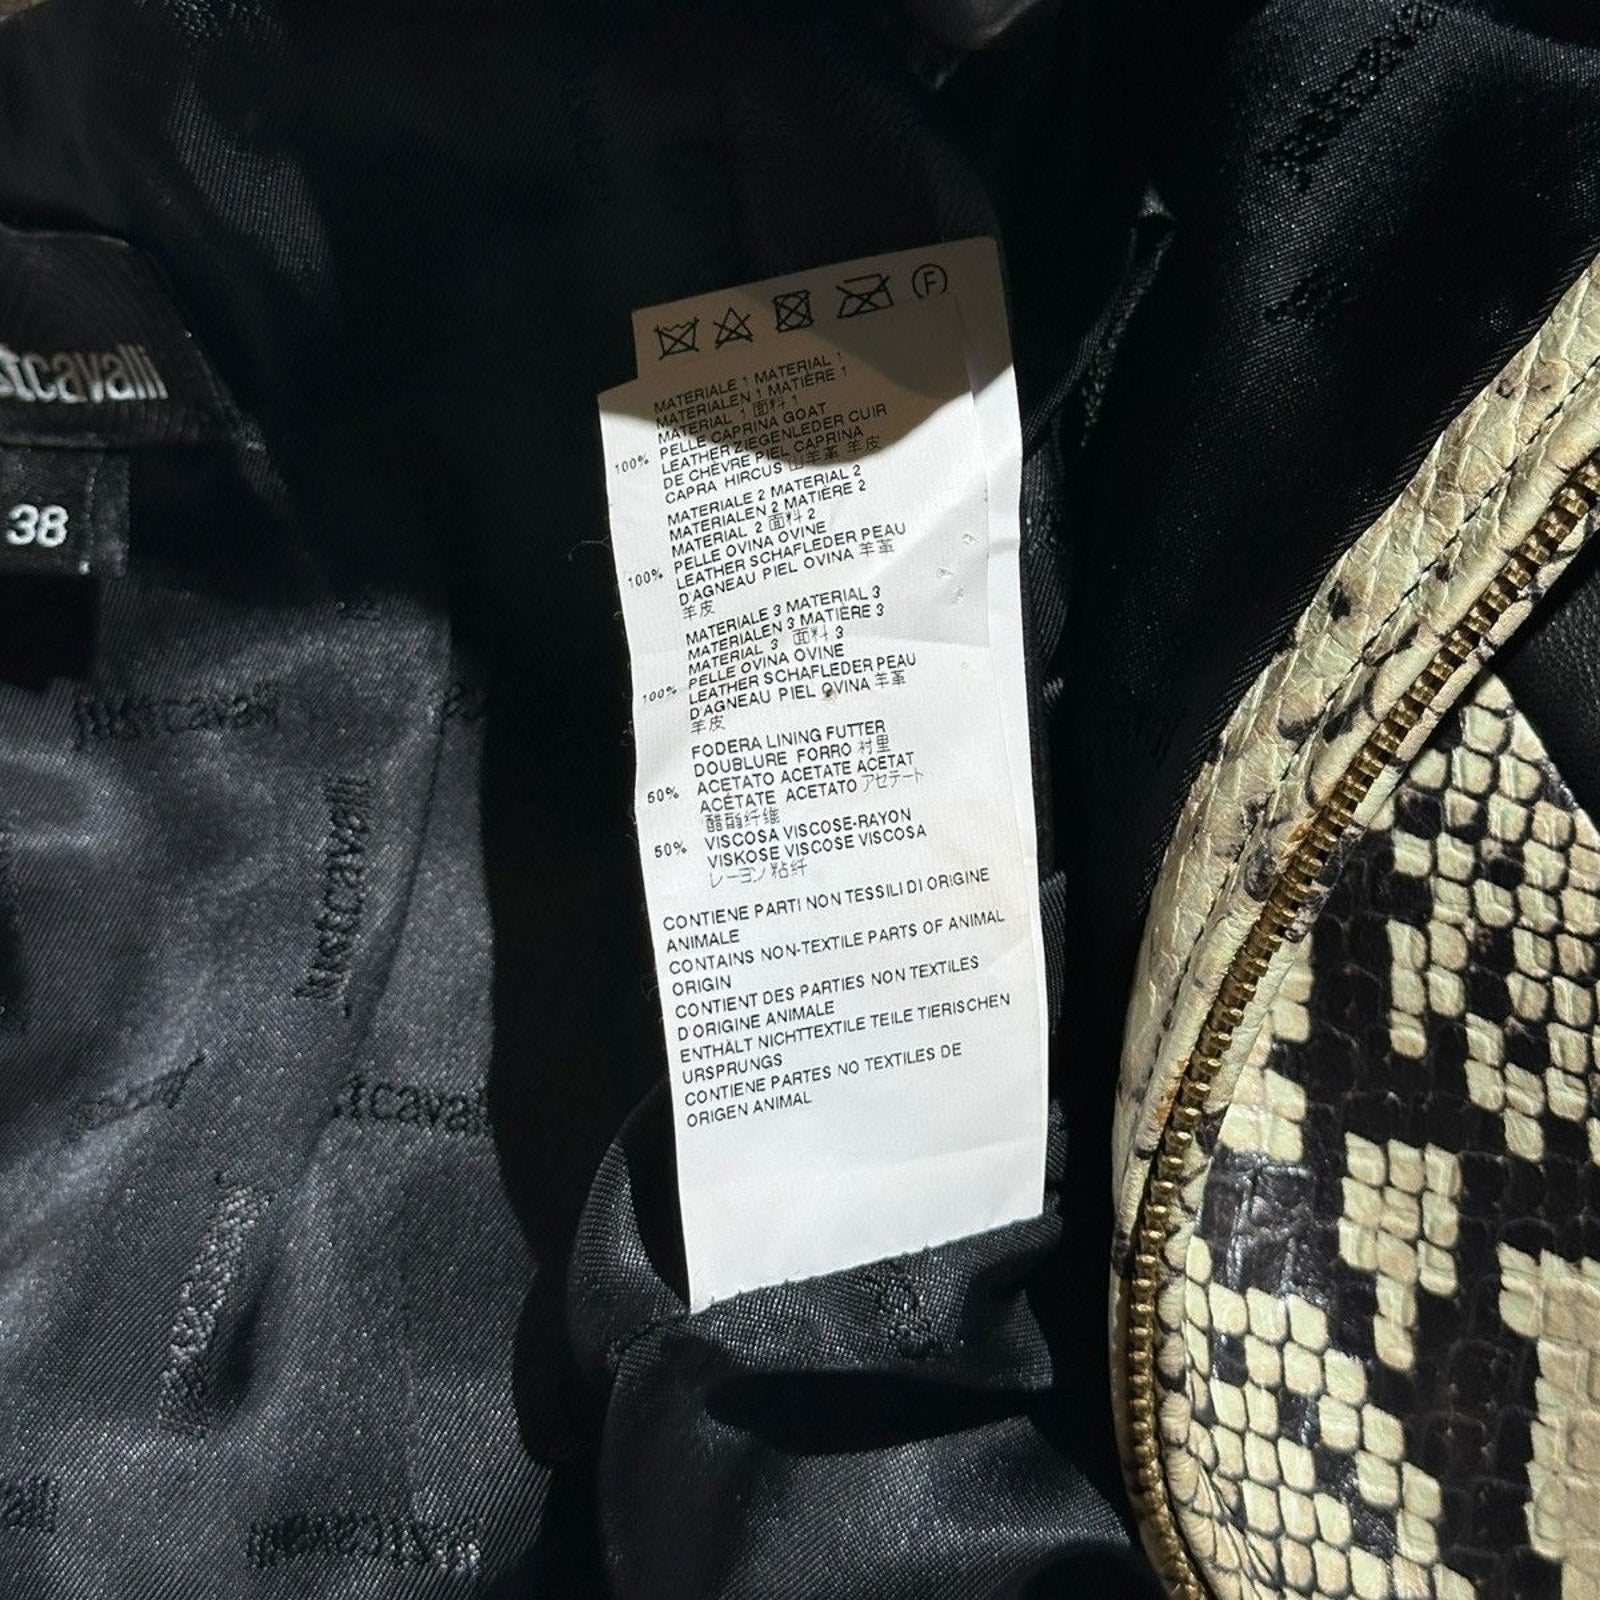 stcavalli
38
F
MATERIALE 1 MATERIAL 1
MATERIALEN 1 MATIÈRE 1
MATERIAL 1 面料 1
PELLE CAPRINA GOAT
100% LEATHER ZIEGENLEDER CUIR
DE CHÈVRE PIEL CAPRINA
CAPRA HIRCUS 山羊革 羊皮
MATERIALE 2 MATERIAL 2
MATERIALEN 2 MATIÈRE 2
MATERIAL 2 面料 2
PELLE OVINA OVINE
100% LEATHER SCHAFLEDER PEAU
D'AGNEAU PIEL OVINA 羊革
羊皮
MATERIALE 3 MATERIAL 3
MATERIALEN 3 MATIÈRE 3
MATERIAL 3 面料 3
PELLE OVINA OVINE
100% LEATHER SCHAFLEDER PEAU
D'AGNEAU PIEL OVINA 羊革
羊皮
FODERA LINING FUTTER
DOUBLURE FORRO 村里
50% ACETATO ACETATE ACETAT
ACÉTATE ACETATO アセテート
醋酯纤维
50% VISCOSA VISCOSE-RAYON
VISKOSE VISCOSE VISCOSA
レーヨン 粘纤
CONTIENE PARTI NON TESSILI DI ORIGINE
ANIMALE
CONTAINS NON-TEXTILE PARTS OF ANIMAL
ORIGIN
CONTIENT DES PARTIES NON TEXTILES
D'ORIGINE ANIMALE
ENTHÄLT NICHTTEXTILE TEILE TIERISCHEN
URSPRUNGS
CONTIENE PARTES NO TEXTILES DE
ORIGEN ANIMAL
justcavalli
justcavalli
stcavalli